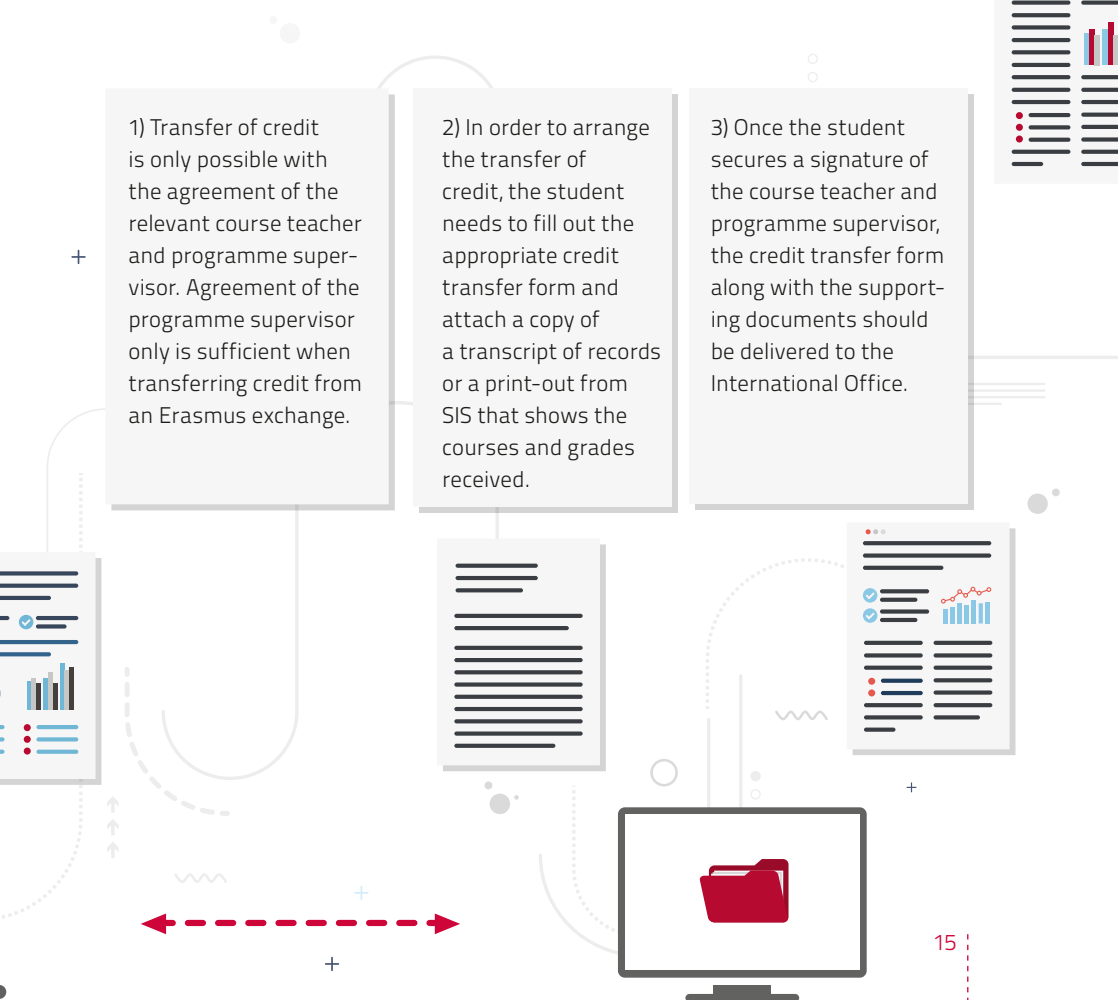 1) Transfer of credit
is only possible with
the agreement of the
relevant course teacher
and programme super-
visor. Agreement of the
programme supervisor
only is sufficient when
transferring credit from
an Erasmus exchange.
2) In order to arrange
the transfer of
credit, the student
needs to fill out the
appropriate credit
transfer form and
attach a copy of
a transcript of records
or a print-out from
SIS that shows the
courses and grades
received.
3) Once the student
secures a signature of
the course teacher and
programme supervisor,
the credit transfer form
along with the support-
ing documents should
be delivered to the
International Office.
15